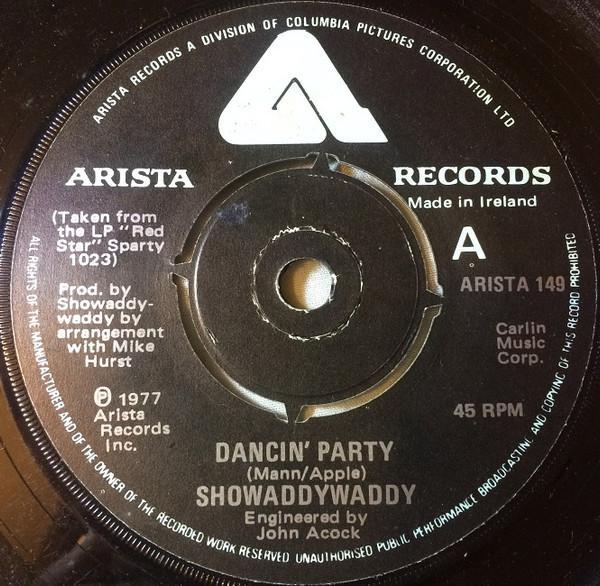 ARISTA RECORDS A DIVISION OF COLUMBIA PICTURES CORPORATION LTD
ARISTA RECORDS
Made in Ireland
(Taken from
the LP "Red
Star" Sparty
1023)
A
ARISTA 149
Prod. by
Showaddy-
waddy by
arrangement
with Mike
Hurst
Carlin
Music
Corp.
℗ 1977
Arista
Records
Inc.
45 RPM
DANCIN' PARTY
(Mann/Apple)
SHOWADDYWADDY
Engineered by
John Acock
ALL RIGHTS OF THE MANUFACTURER AND OF THE OWNER OF THE RECORDED WORK RESERVED UNAUTHORISED PUBLIC PERFORMANCE BROADCASTING AND COPYING OF THIS RECORD PROHIBITED